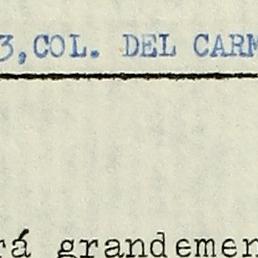 3,COL. DEL CARM
rá grandemen